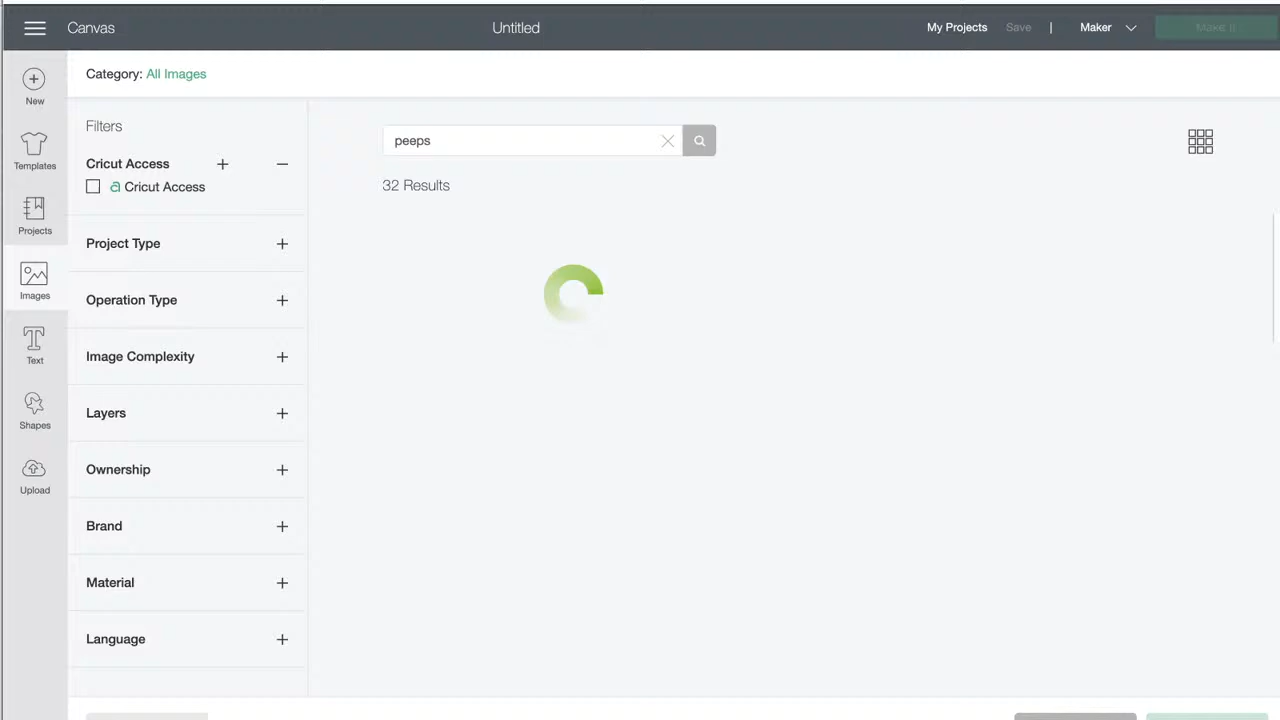 Canvas
Untitled
My Projects Save | Maker
Make It
New
Templates
Projects
Images
Text
Shapes
Upload
Category: All Images
Filters
Cricut Access
a Cricut Access
Project Type
Operation Type
Image Complexity
Layers
Ownership
Brand
Material
Language
peeps
32 Results